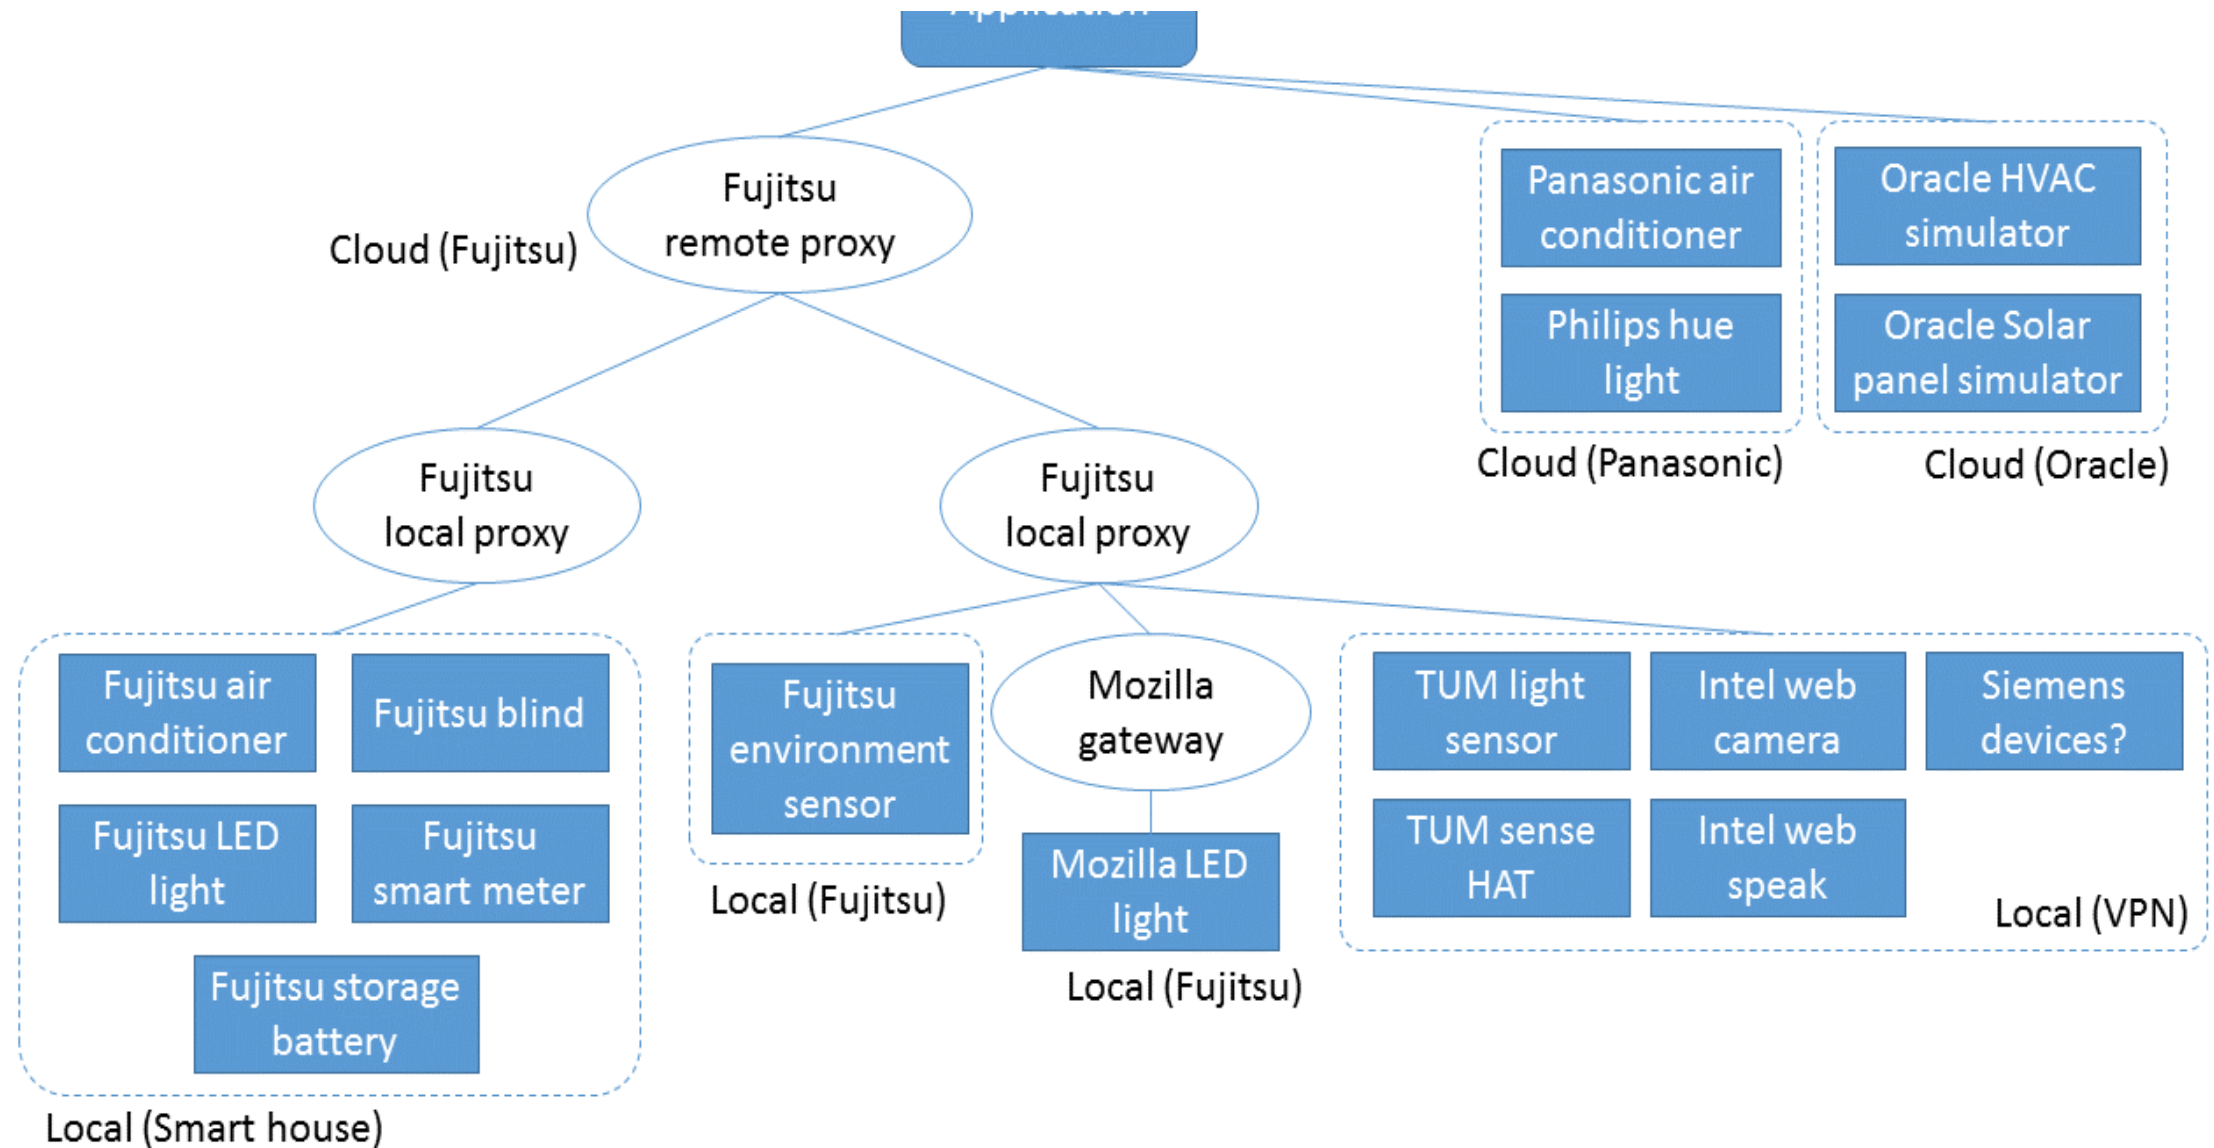 Application
Fujitsu
remote proxy
Cloud (Fujitsu)
Panasonic air
conditioner
Philips hue
light
Cloud (Panasonic)
Oracle HVAC
simulator
Oracle Solar
panel simulator
Cloud (Oracle)
Fujitsu
local proxy
Fujitsu
local proxy
Fujitsu air
conditioner
Fujitsu blind
Fujitsu LED
light
Fujitsu
smart meter
Fujitsu storage
battery
Local (Smart house)
Fujitsu
environment
sensor
Local (Fujitsu)
Mozilla
gateway
Mozilla LED
light
Local (Fujitsu)
TUM light
sensor
Intel web
camera
Siemens
devices?
TUM sense
HAT
Intel web
speak
Local (VPN)